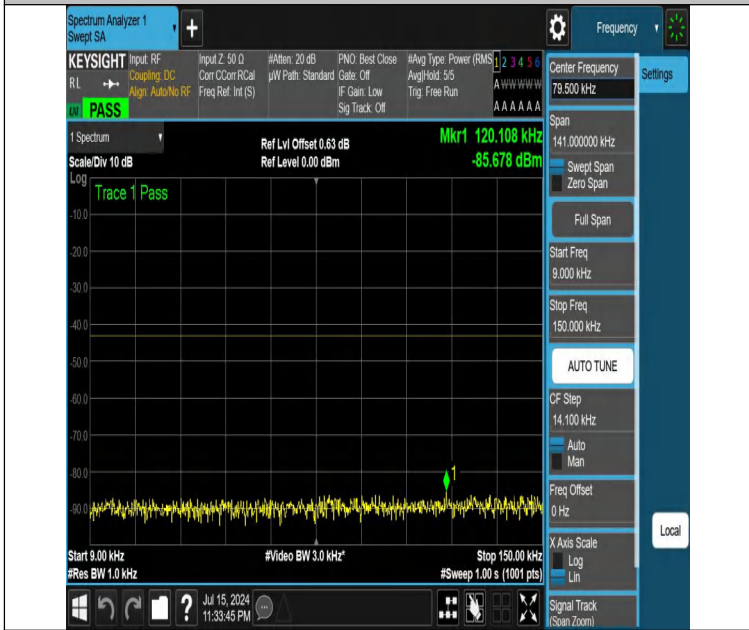 Spectrum Analyzer 1
Swept SA
+
Frequency
KEYSIGHT
RL
PASS
Input: RF
Coupling: DC
Align: Auto/No RF
Input Z: 50 Ω
Corr CCorr RCal
Freq Ref: Int (S)
#Atten: 20 dB
µW Path: Standard
PNO: Best Close
Gate: Off
IF Gain: Low
Sig Track: Off
#Avg Type: Power (RMS
Avg|Hold: 5/5
Trig: Free Run
1 2 3 4 5 6
A W W W W W
A A A A A A
1 Spectrum
Scale/Div 10 dB
Ref Lvl Offset 0.63 dB
Ref Level 0.00 dBm
Mkr1 120.108 kHz
-85.678 dBm
Log
Trace 1 Pass
-10.0
-20.0
-30.0
-40.0
-50.0
-60.0
-70.0
-80.0
-90.0
1
Start 9.00 kHz
#Res BW 1.0 kHz
#Video BW 3.0 kHz*
Stop 150.00 kHz
#Sweep 1.00 s (1001 pts)
?
Jul 15, 2024
11:33:45 PM
Center Frequency
79.500 kHz
Settings
Span
141.000000 kHz
Swept Span
Zero Span
Full Span
Start Freq
9.000 kHz
Stop Freq
150.000 kHz
AUTO TUNE
CF Step
14.100 kHz
Auto
Man
Freq Offset
0 Hz
X Axis Scale
Log
Lin
Local
Signal Track
(Span Zoom)